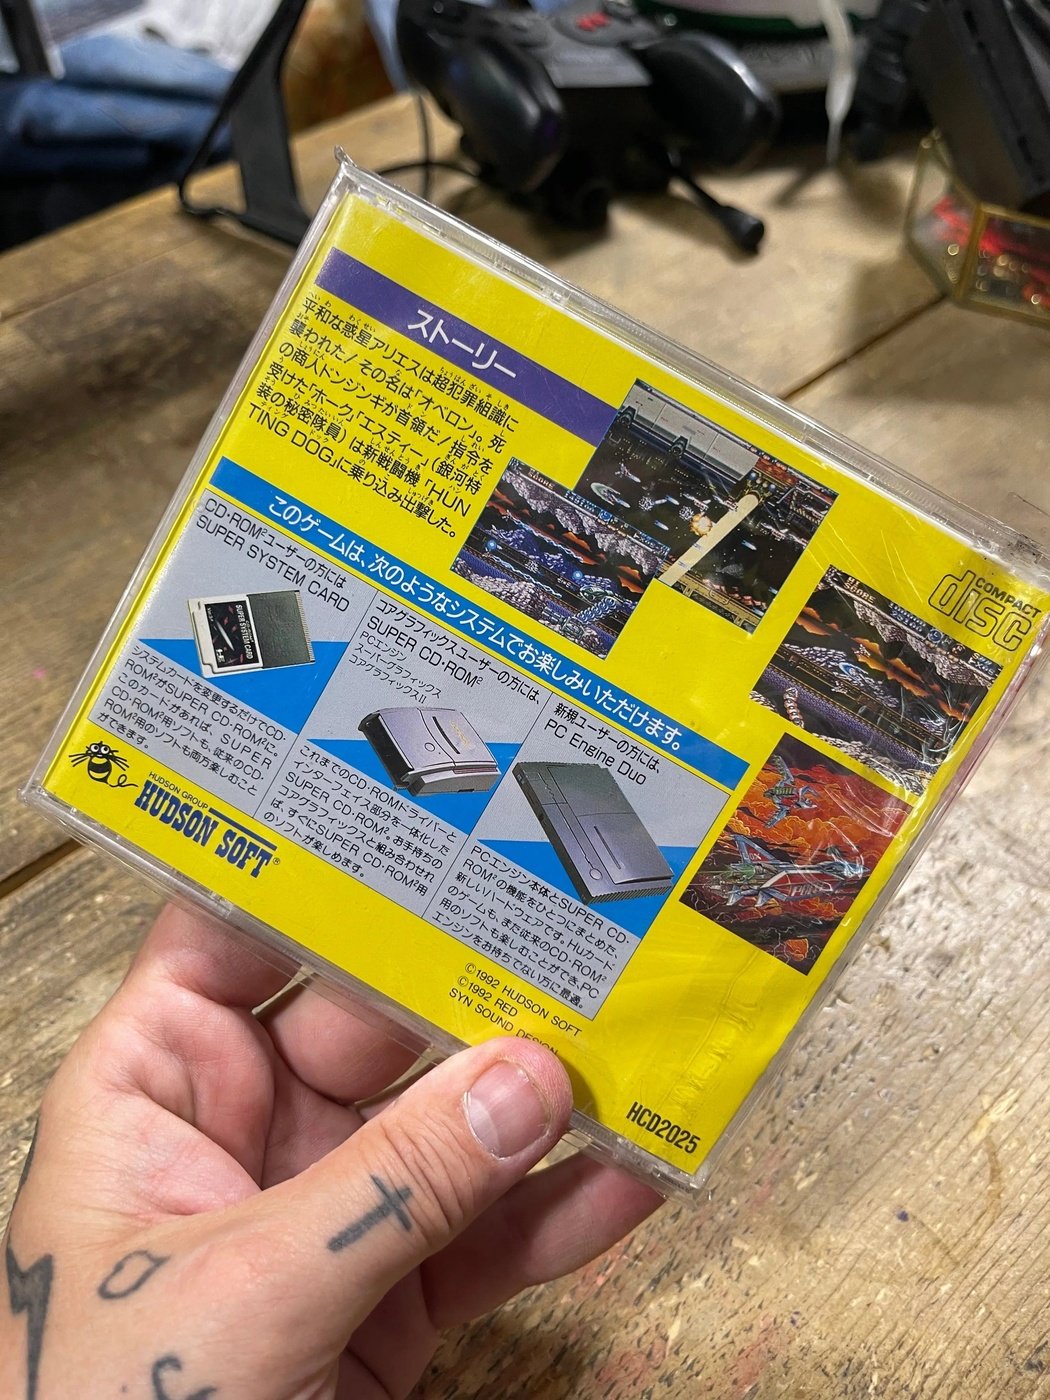 ストーリー
平和な惑星アリエスは超犯罪組織に
襲われた!その名は「オベロン」。死
の商人ドンジンギが首領だ!指令を
受けた「ホーク」「エスティー」(銀河特
装の秘密隊員)は新戦闘機「HUN
TING DOG」に乗り込み出撃した。
このゲームは、次のようなシステムでお楽しみいただけます。
CD・ROM²ユーザーの方には
SUPER SYSTEM CARD
システムカードを変更するだけでCD・
ROM²がSUPER CD・ROM²に。
このカードがあれば、SUPER
CD・ROM²用ソフトも、従来のCD・
ROM²用のソフトも両方楽しむこと
ができます。
コアグラフィックスユーザーの方には、
SUPER CD・ROM²
PCエンジン
スーパーグラフィックス
コアグラフィックスII
これまでのCD・ROMドライバーと
インターフェイス部分を一体化した
SUPER CD・ROM²。お手持ちの
コアグラフィックスと組み合わせれ
ば、すぐにSUPER CD・ROM²用
のソフトが楽しめます。
新規ユーザーの方には、
PC Engine Duo
PCエンジン本体とSUPER CD・
ROM²の機能をひとつにまとめた、
新しいハードウェアです。Huカード
のゲームも、また従来のCD・ROM²
用のソフトも楽しむことができ、PC
エンジンをお持ちでない方に最適。
COMPACT
disc
HUDSON GROUP
HUDSON SOFT®
©1992 HUDSON SOFT
©1992 RED
SYN SOUND DESIGN
HCD2025